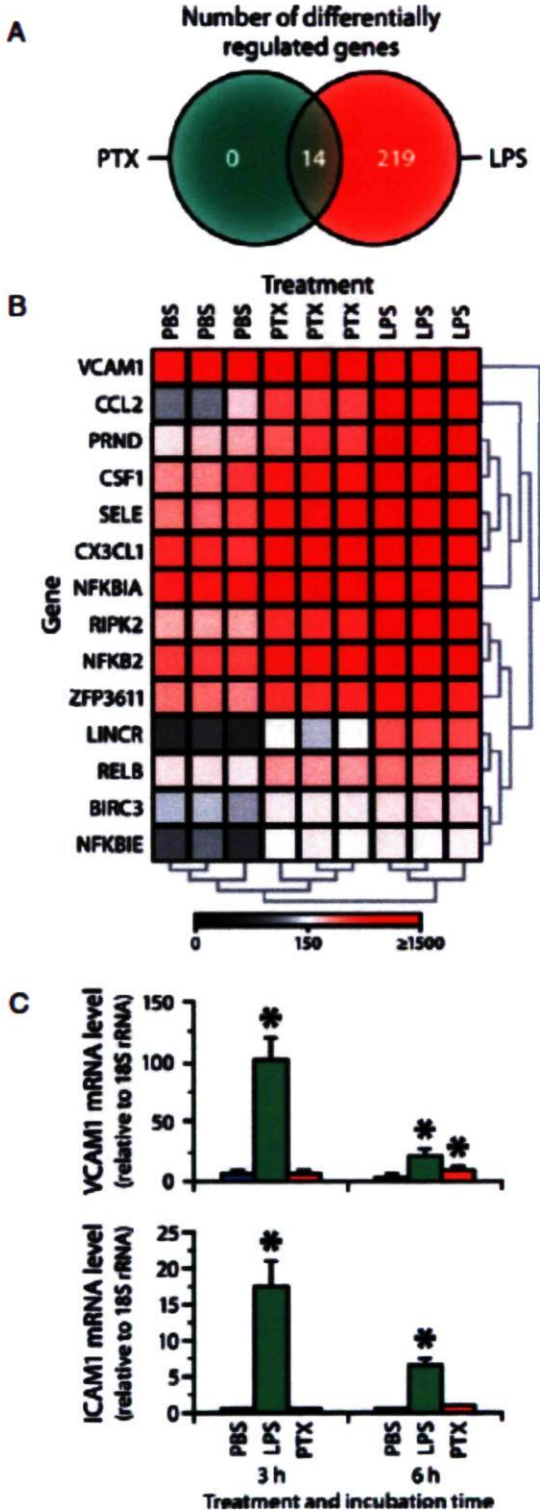 A
Number of differentially
regulated genes
PTX
0
14
219
LPS
B
Treatment
PBS PBS PBS PTX PTX PTX LPS LPS LPS
Gene
VCAM1
CCL2
PRND
CSF1
SELE
CX3CL1
NFKBIA
RIPK2
NFKB2
ZFP3611
LINCR
RELB
BIRC3
NFKBIE
0 150 ≥1500
C
VCAM1 mRNA level
(relative to 18S rRNA)
150
100
50
0
* * *
ICAM1 mRNA level
(relative to 18S rRNA)
25
20
15
10
5
0
* *
PBS LPS PTX PBS LPS PTX
3 h 6 h
Treatment and incubation time